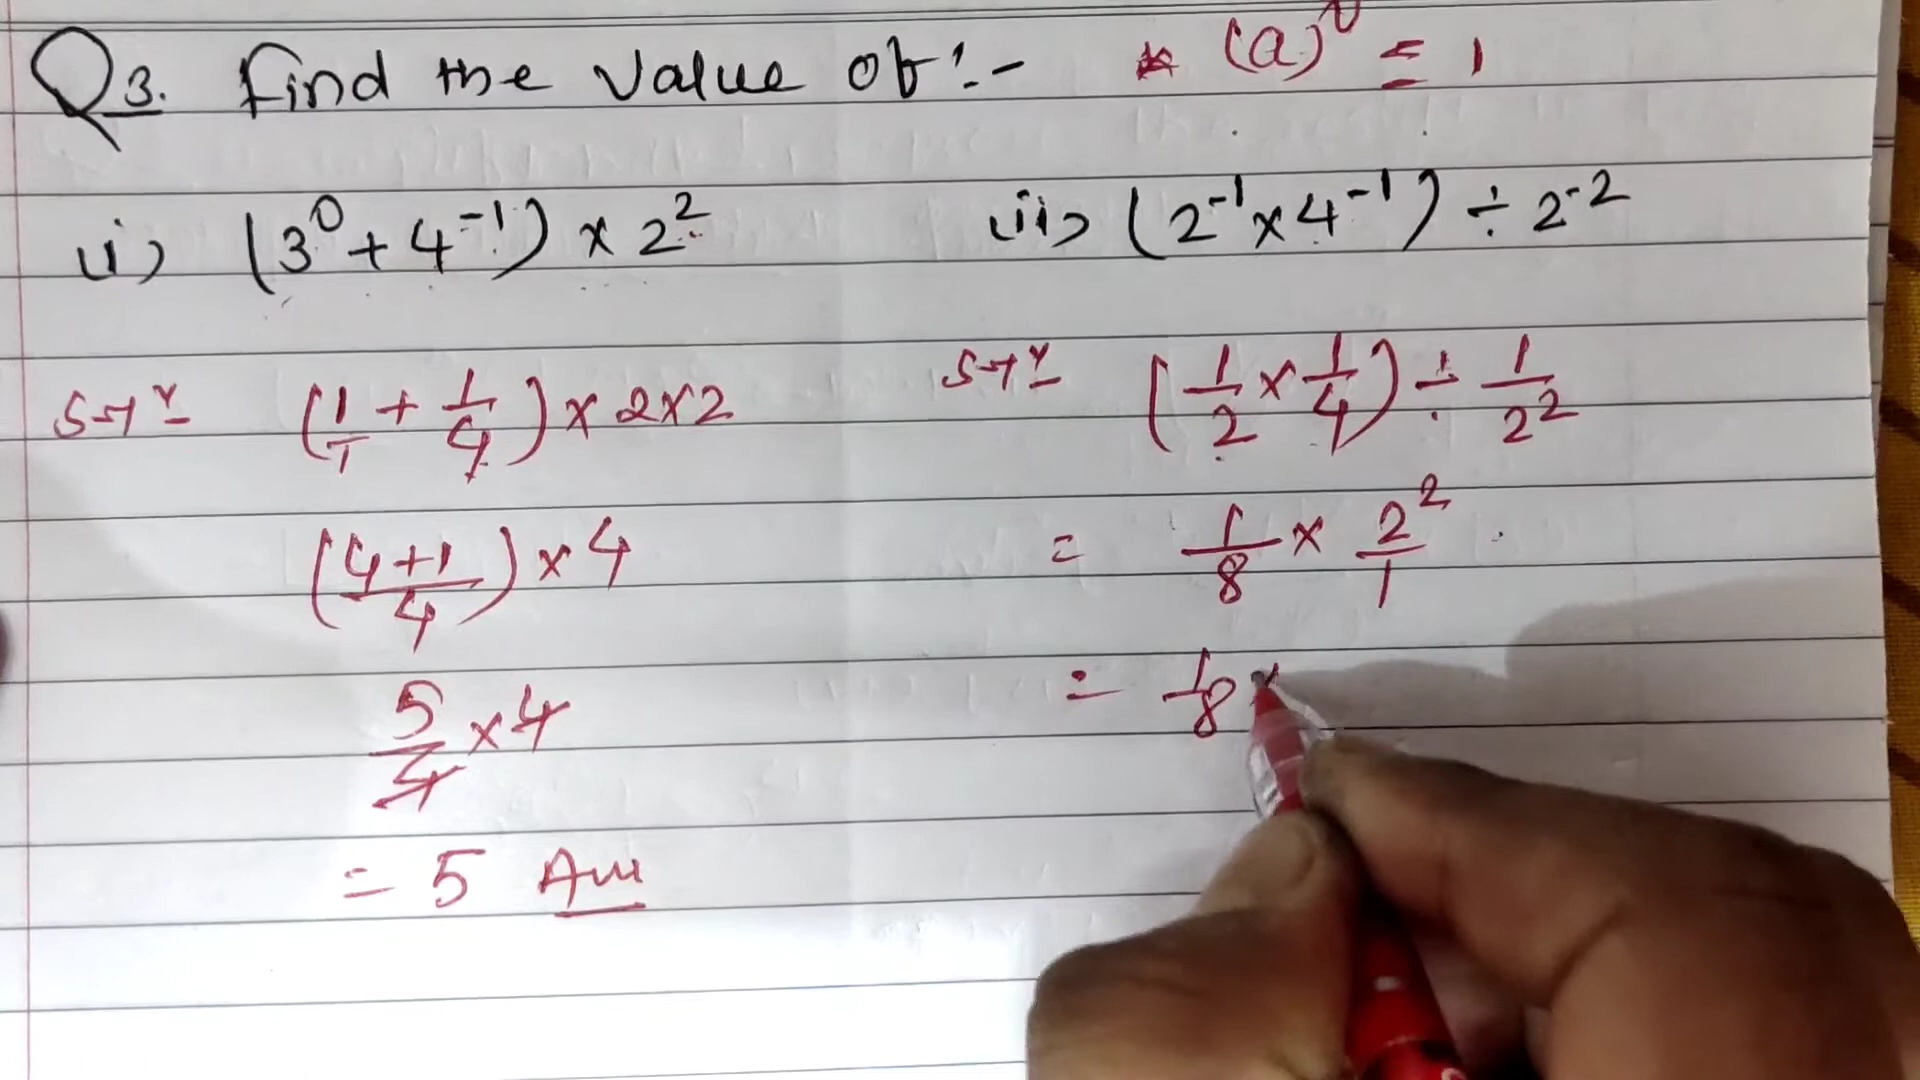 Q3. Find the value of :- * (a)⁰ = 1
(i) (3⁰ + 4⁻¹) × 2²
(ii) (2⁻¹ × 4⁻¹) ÷ 2⁻²
Solⁿ (1/1 + 1/4) × 2 × 2
(4+1/4) × 4
5/4 × 4
= 5 Ans
Solⁿ (1/2 × 1/4) ÷ 1/2²
= 1/8 × 2²/1
= 1/8 ×